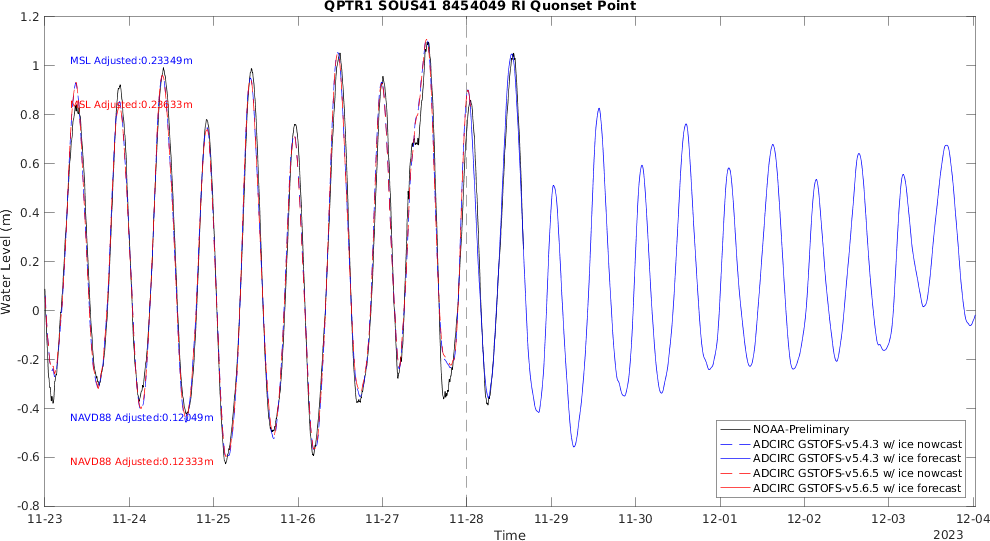 QPTR1 SOUS41 8454049 RI Quonset Point
1.2
1
0.8
0.6
0.4
0.2
0
-0.2
-0.4
-0.6
-0.8
Water Level (m)
MSL Adjusted:0.23349m
MSL Adjusted:0.23633m
NAVD88 Adjusted:0.12049m
NAVD88 Adjusted:0.12333m
NOAA-Preliminary
ADCIRC GSTOFS-v5.4.3 w/ ice nowcast
ADCIRC GSTOFS-v5.4.3 w/ ice forecast
ADCIRC GSTOFS-v5.6.5 w/ ice nowcast
ADCIRC GSTOFS-v5.6.5 w/ ice forecast
11-23 11-24 11-25 11-26 11-27 11-28 11-29 11-30 12-01 12-02 12-03 12-04
Time
2023